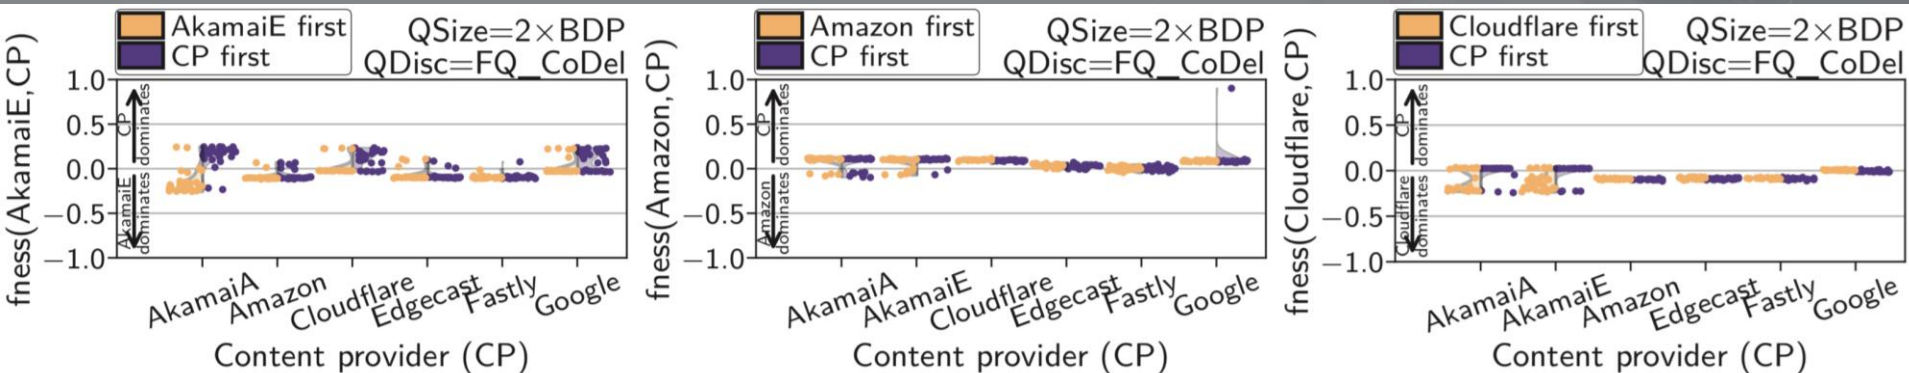 AkamaiE first
CP first
QSize=2×BDP
QDisc=FQ_CoDel
fness(AkamaiE,CP)
1.0
0.5
0.0
−0.5
−1.0
CP
dominates
AkamaiE
dominates
AkamaiA
Amazon
Cloudflare
Edgecast
Fastly
Google
Content provider (CP)
Amazon first
CP first
QSize=2×BDP
QDisc=FQ_CoDel
fness(Amazon,CP)
1.0
0.5
0.0
−0.5
−1.0
CP
dominates
Amazon
dominates
AkamaiA
AkamaiE
Cloudflare
Edgecast
Fastly
Google
Content provider (CP)
Cloudflare first
CP first
QSize=2×BDP
QDisc=FQ_CoDel
fness(Cloudflare,CP)
1.0
0.5
0.0
−0.5
−1.0
CP
dominates
Cloudflare
dominates
AkamaiA
AkamaiE
Amazon
Edgecast
Fastly
Google
Content provider (CP)